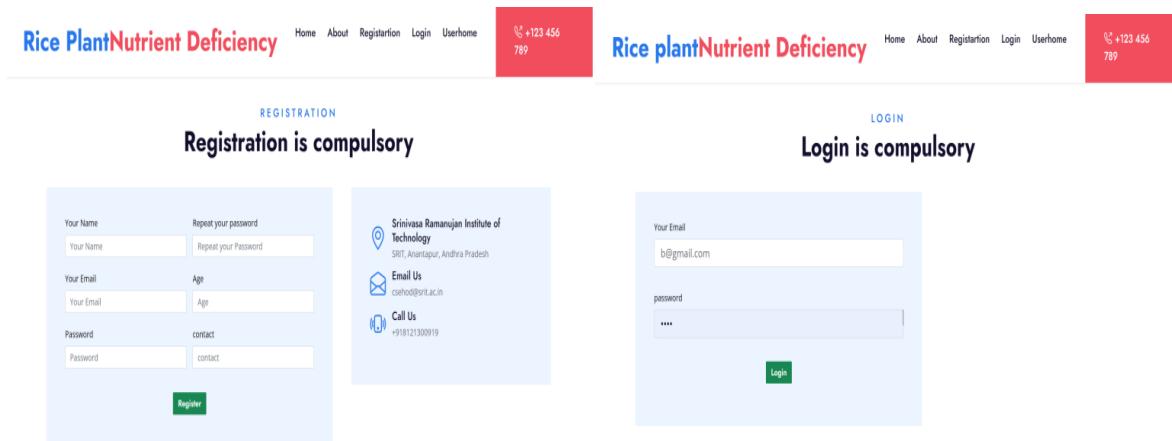 Rice PlantNutrient Deficiency
Home About Registartion Login Userhome
+123 456
789
REGISTRATION
Registration is compulsory
Your Name
Your Name
Repeat your password
Repeat your Password
Your Email
Your Email
Age
Age
Password
Password
contact
contact
Register
Srinivasa Ramanujan Institute of
Technology
SRIT, Anantapur, Andhra Pradesh
Email Us
csehod@srit.ac.in
Call Us
+918121300919
Rice plantNutrient Deficiency
Home About Registartion Login Userhome
+123 456
789
LOGIN
Login is compulsory
Your Email
b@gmail.com
password
••••
Login